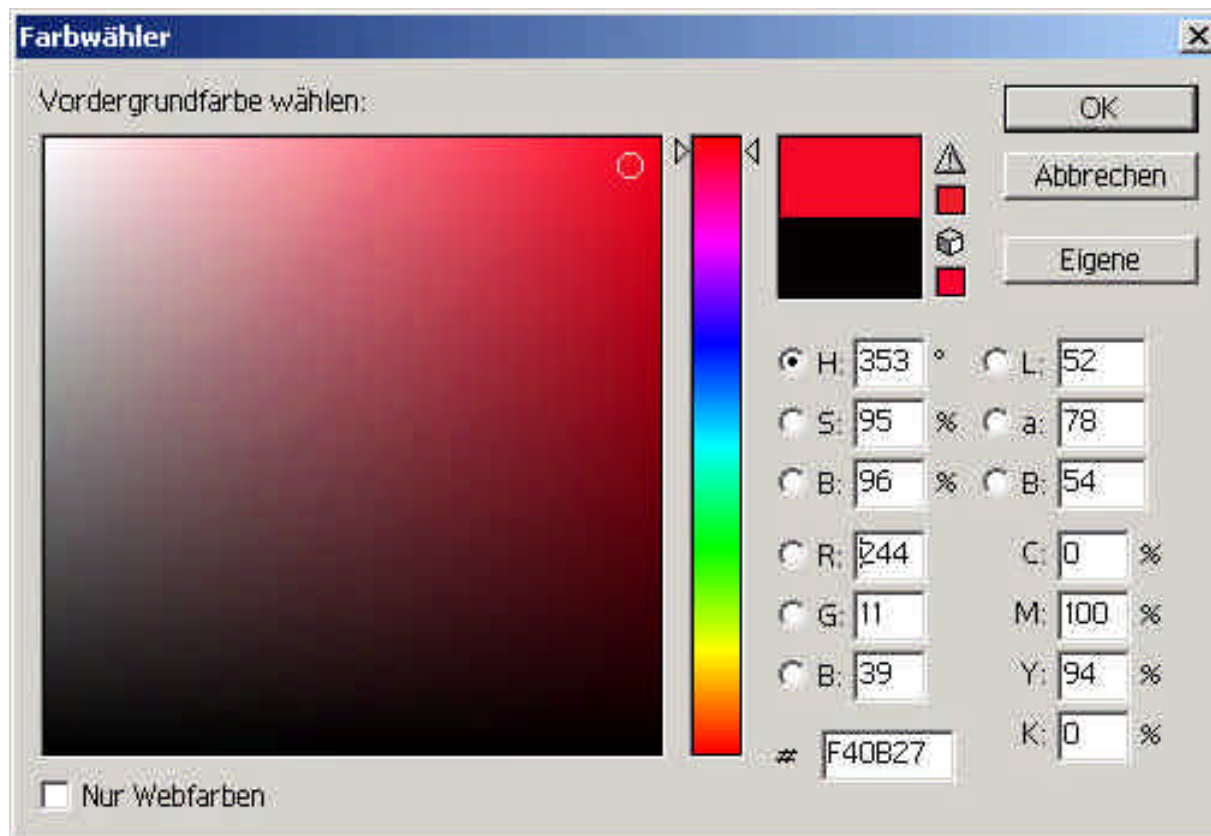 Farbwähler
Vordergrundfarbe wählen:
OK
Abbrechen
Eigene
H: 353 ° L: 52
S: 95 % a: 78
B: 96 % B: 54
R: 244 C: 0 %
G: 11 M: 100 %
B: 39 Y: 94 %
# F40B27 K: 0 %
Nur Webfarben